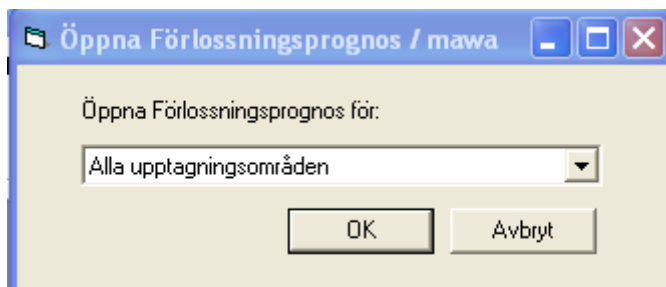 Öppna Förlossningsprognos / mawa
Öppna Förlossningsprognos för:
Alla upptagningsområden
OK Avbryt